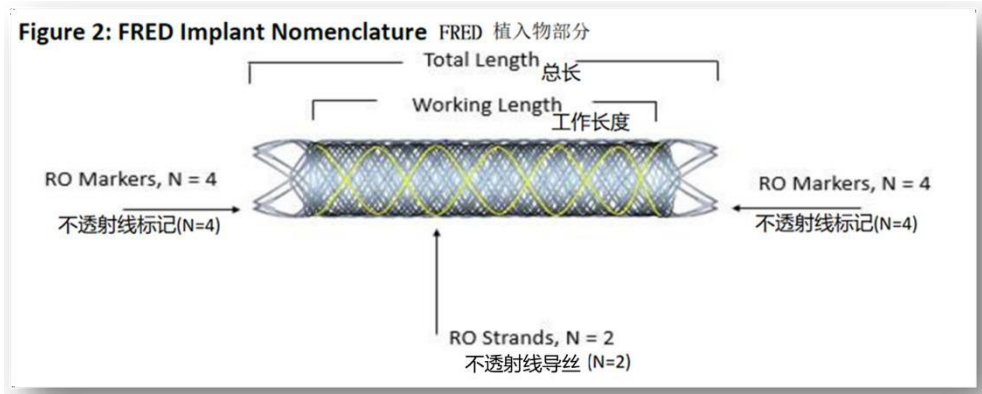 Figure 2: FRED Implant Nomenclature FRED 植入物部分
Total Length 总长
Working Length
工作长度
RO Markers, N = 4
不透射线标记(N=4)
RO Markers, N = 4
不透射线标记(N=4)
RO Strands, N = 2
不透射线导丝 (N=2)